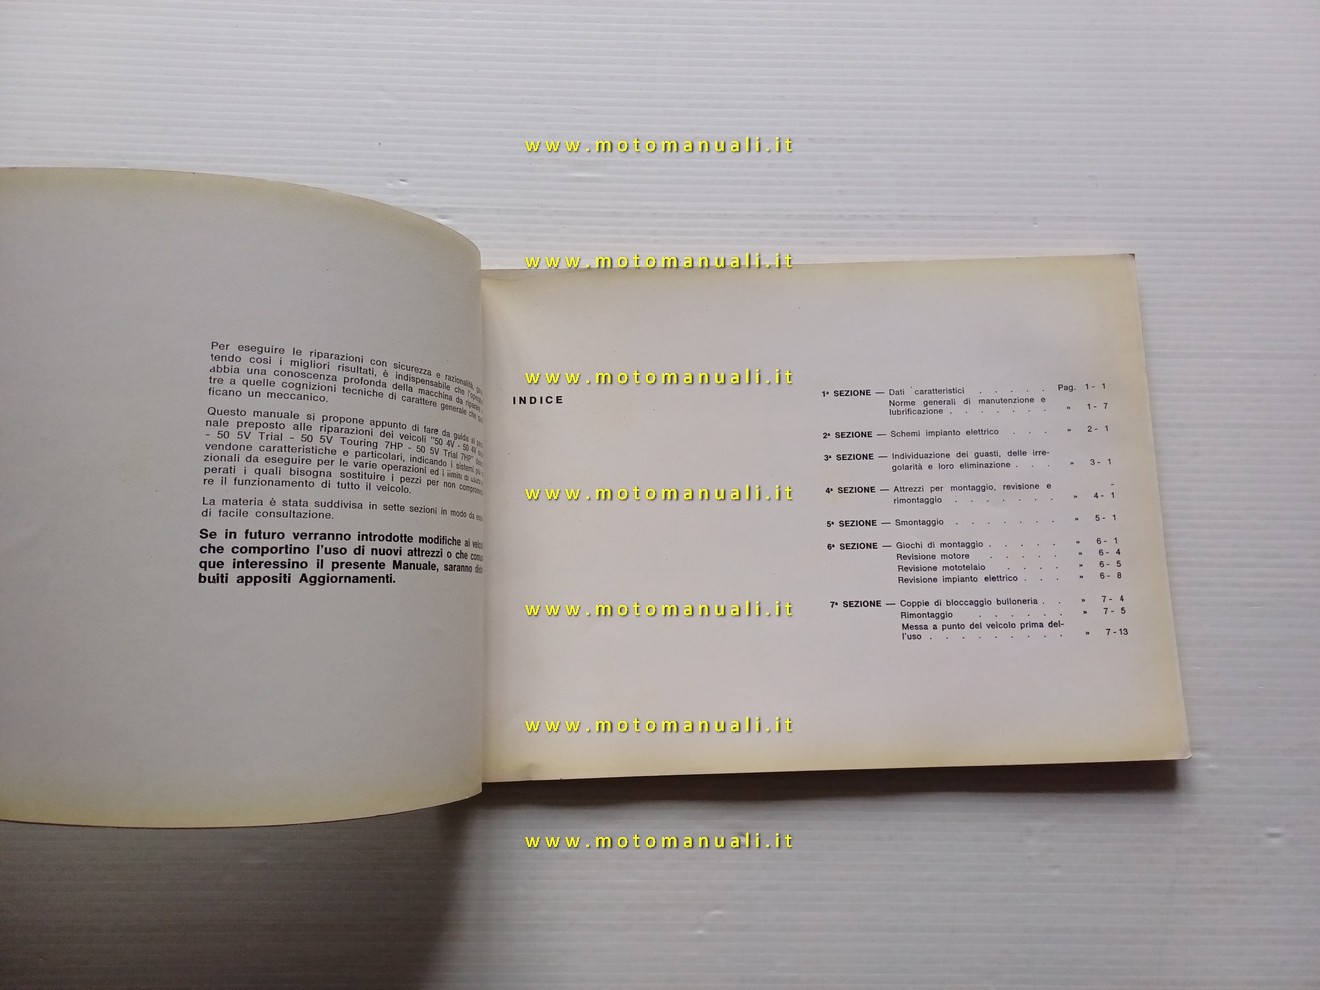 www.motomanuali.it
www.motomanuali.it
www.motomanuali.it
www.motomanuali.it
www.motomanuali.it
www.motomanuali.it
www.motomanuali.it
Per eseguire le riparazioni con sicurezza e razionalità,
tendo così i migliori risultati, è indispensabile che
abbia una conoscenza profonda della macchina da riparare
tre a quelle cognizioni tecniche di carattere generale che
ficano un meccanico.
Questo manuale si propone appunto di fare da guida al
nale preposto alle riparazioni dei veicoli "50 4V - 50 4V
- 50 5V Trial - 50 5V Touring 7HP - 50 5V Trial 7HP"
vendone caratteristiche e particolari, indicando i sistemi
zionali da eseguire per le varie operazioni ed i limiti di
perati i quali bisogna sostituire i pezzi per non
re il funzionamento di tutto il veicolo.
La materia è stata suddivisa in sette sezioni in modo da
di facile consultazione.
Se in futuro verranno introdotte modifiche ai
che comportino l'uso di nuovi attrezzi o che
que interessino il presente Manuale, saranno
buiti appositi Aggiornamenti.
INDICE
1ª SEZIONE — Dati caratteristici . . . . . Pag. 1 - 1
Norme generali di manutenzione e
lubrificazione . . . . . . . » 1 - 7
2ª SEZIONE — Schemi impianto elettrico . . . » 2 - 1
3ª SEZIONE — Individuazione dei guasti, delle irre-
golarità e loro eliminazione . . . » 3 - 1
4ª SEZIONE — Attrezzi per montaggio, revisione e
rimontaggio . . . . . . . » 4 - 1
5ª SEZIONE — Smontaggio . . . . . . . » 5 - 1
6ª SEZIONE — Giochi di montaggio . . . . . » 6 - 1
Revisione motore . . . . . » 6 - 4
Revisione mototelaio . . . . » 6 - 5
Revisione impianto elettrico . . . » 6 - 8
7ª SEZIONE — Coppie di bloccaggio bulloneria . . » 7 - 4
Rimontaggio . . . . . . » 7 - 5
Messa a punto del veicolo prima del-
l'uso . . . . . . . . . » 7 - 13